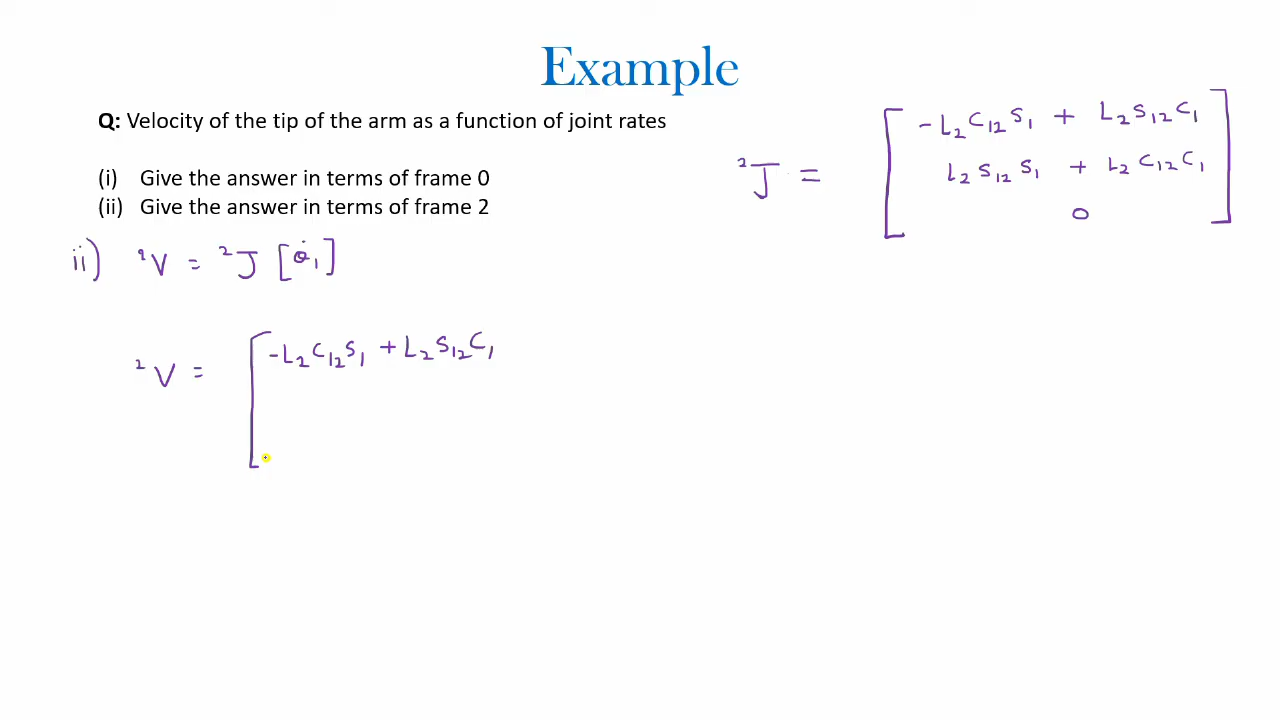 Example
Q: Velocity of the tip of the arm as a function of joint rates
(i) Give the answer in terms of frame 0
(ii) Give the answer in terms of frame 2
²J = [ -L₂C₁₂S₁ + L₂S₁₂C₁
L₂S₁₂S₁ + L₂C₁₂C₁
0 ]
ii) ²V = ²J [θ̇₁]
²V = [ -L₂C₁₂S₁ + L₂S₁₂C₁